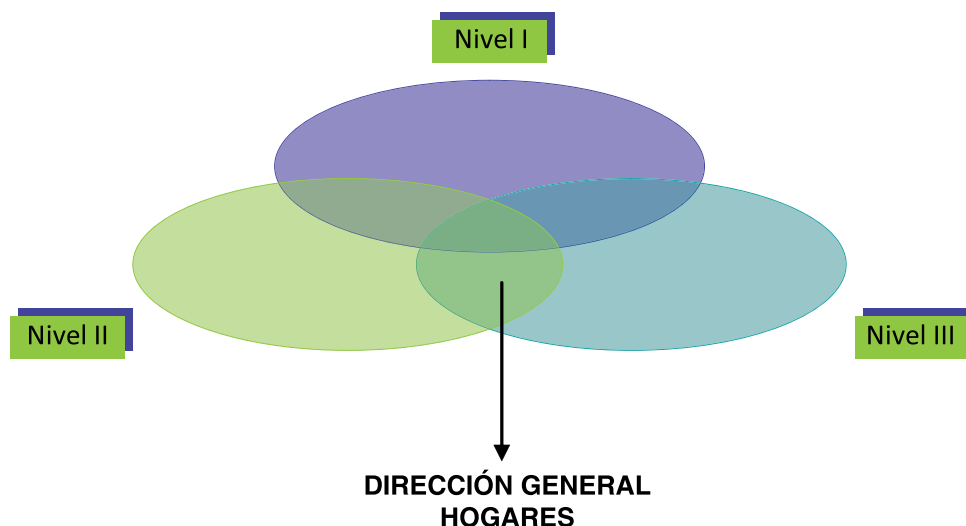 Nivel I
Nivel II
Nivel III
DIRECCIÓN GENERAL
HOGARES